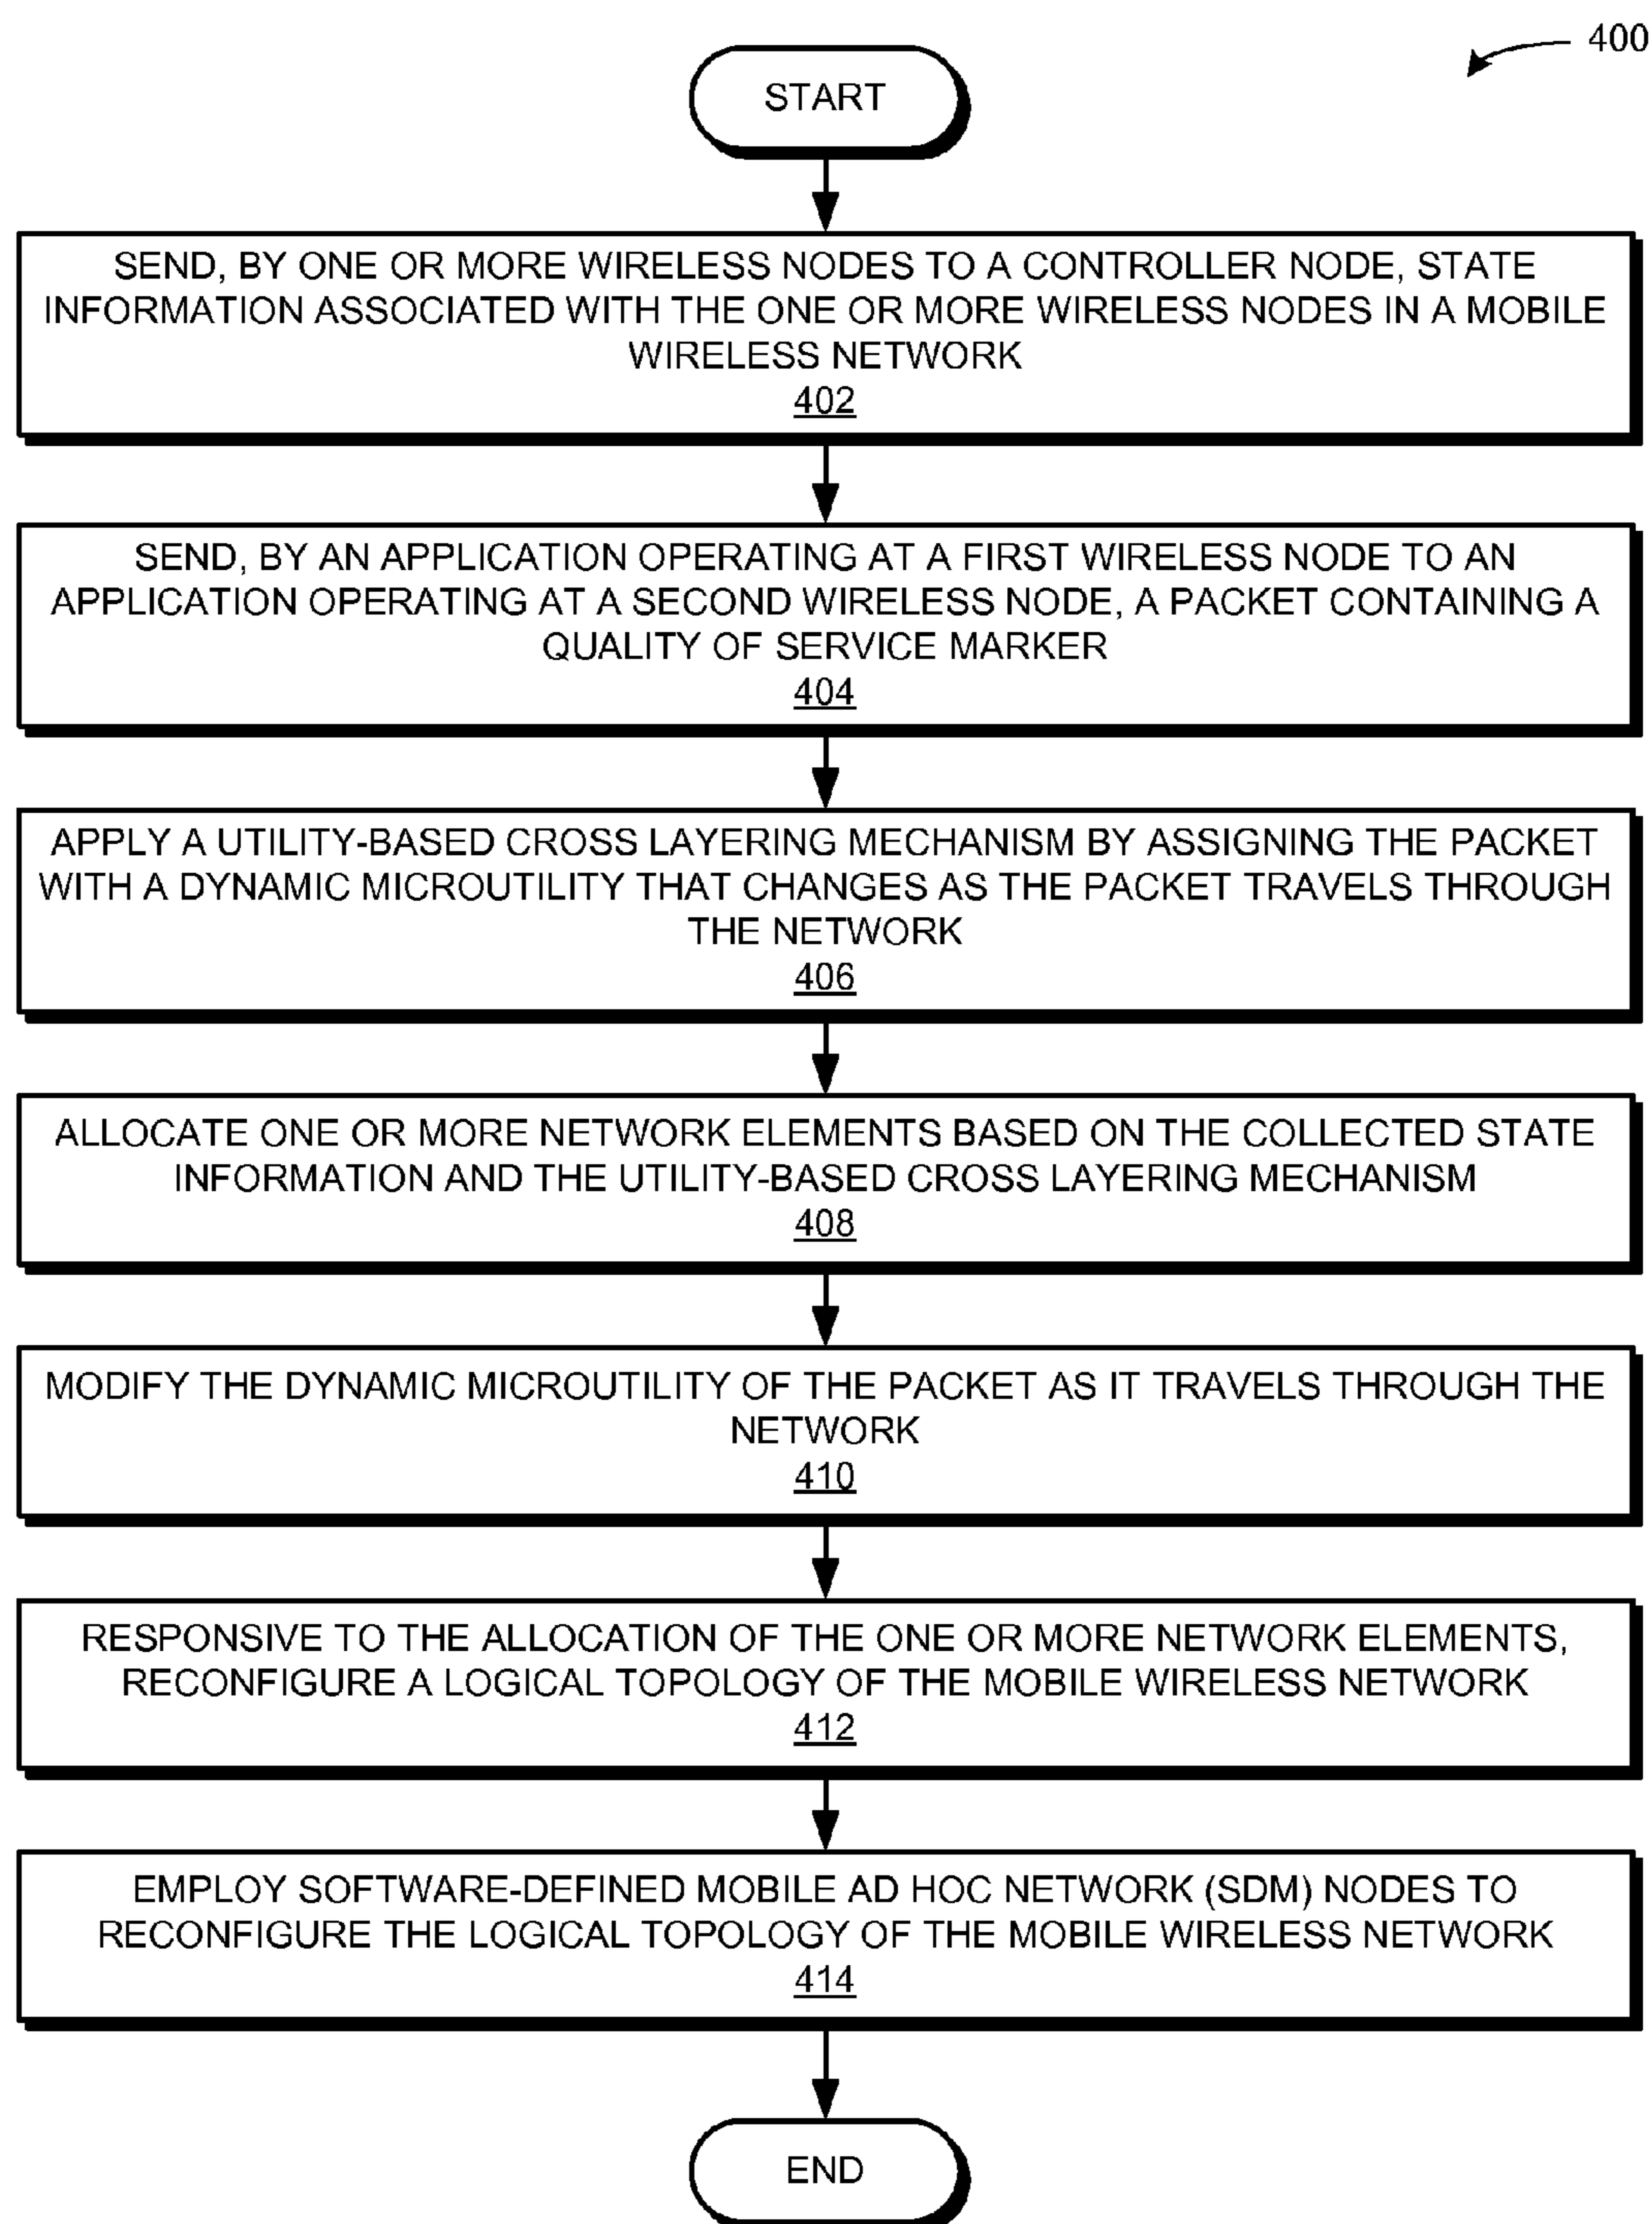 400
START
SEND, BY ONE OR MORE WIRELESS NODES TO A CONTROLLER NODE, STATE
INFORMATION ASSOCIATED WITH THE ONE OR MORE WIRELESS NODES IN A MOBILE
WIRELESS NETWORK
402
SEND, BY AN APPLICATION OPERATING AT A FIRST WIRELESS NODE TO AN
APPLICATION OPERATING AT A SECOND WIRELESS NODE, A PACKET CONTAINING A
QUALITY OF SERVICE MARKER
404
APPLY A UTILITY-BASED CROSS LAYERING MECHANISM BY ASSIGNING THE PACKET
WITH A DYNAMIC MICROUTILITY THAT CHANGES AS THE PACKET TRAVELS THROUGH
THE NETWORK
406
ALLOCATE ONE OR MORE NETWORK ELEMENTS BASED ON THE COLLECTED STATE
INFORMATION AND THE UTILITY-BASED CROSS LAYERING MECHANISM
408
MODIFY THE DYNAMIC MICROUTILITY OF THE PACKET AS IT TRAVELS THROUGH THE
NETWORK
410
RESPONSIVE TO THE ALLOCATION OF THE ONE OR MORE NETWORK ELEMENTS,
RECONFIGURE A LOGICAL TOPOLOGY OF THE MOBILE WIRELESS NETWORK
412
EMPLOY SOFTWARE-DEFINED MOBILE AD HOC NETWORK (SDM) NODES TO
RECONFIGURE THE LOGICAL TOPOLOGY OF THE MOBILE WIRELESS NETWORK
414
END